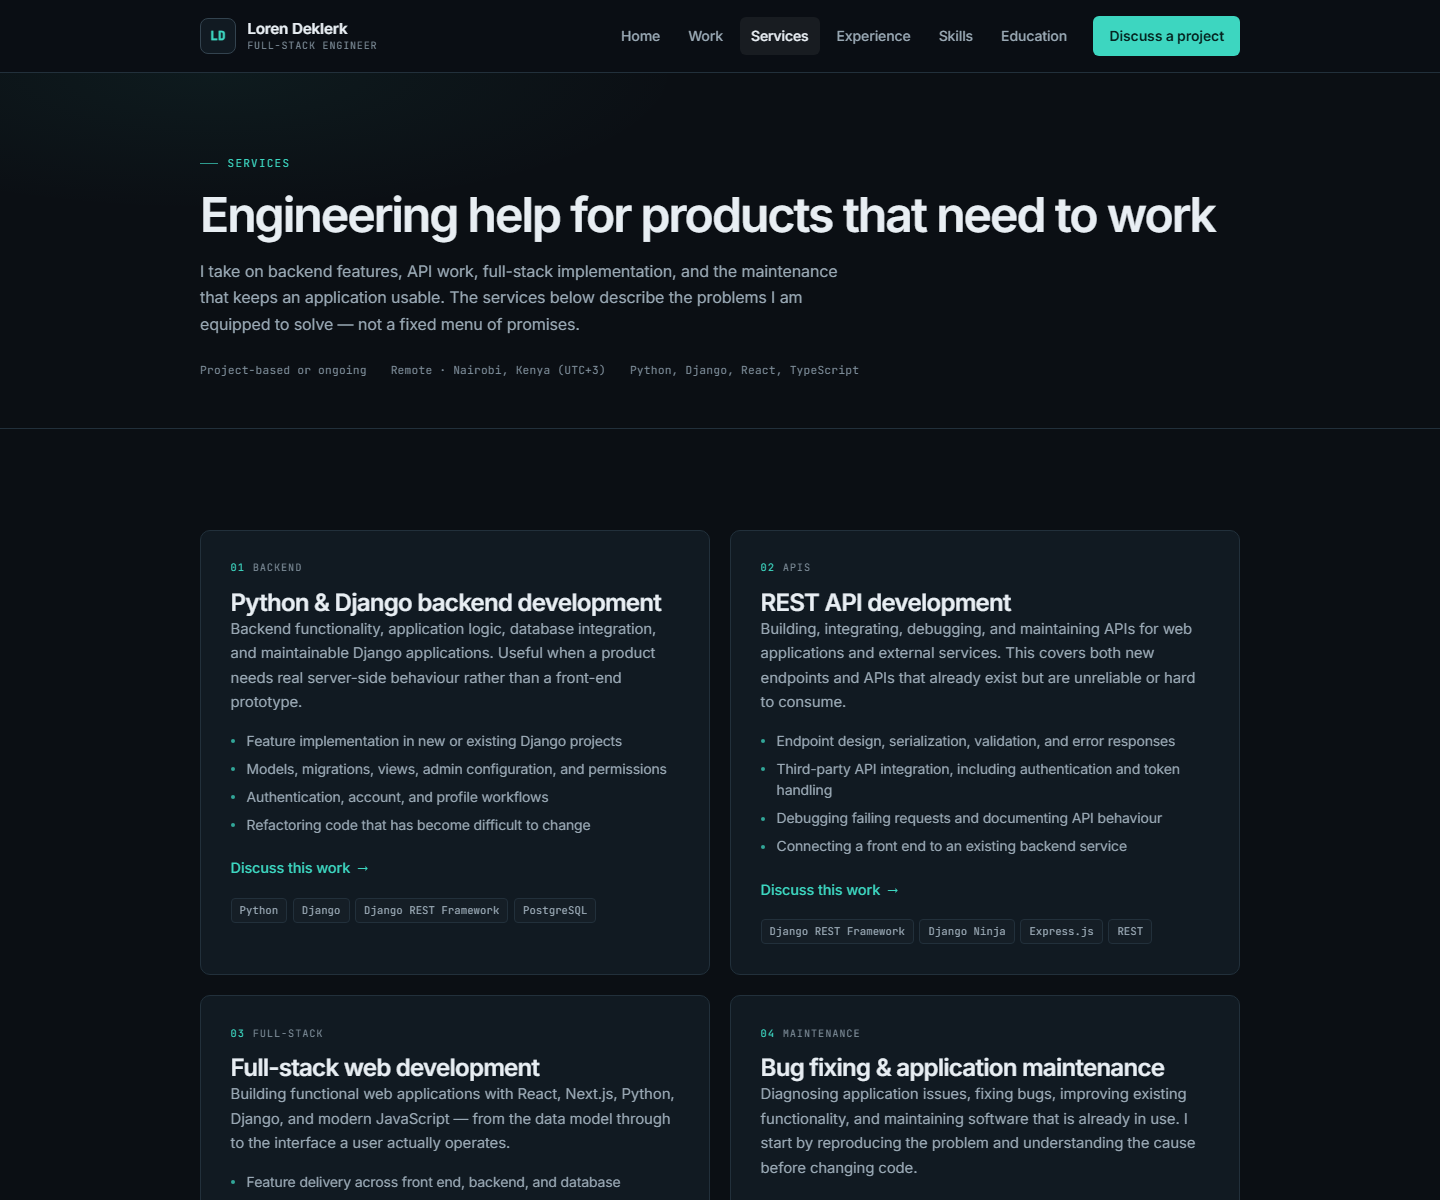 LD
Loren Deklerk
FULL-STACK ENGINEER
Home
Work
Services
Experience
Skills
Education
Discuss a project
SERVICES
Engineering help for products that need to work
I take on backend features, API work, full-stack implementation, and the maintenance
that keeps an application usable. The services below describe the problems I am
equipped to solve — not a fixed menu of promises.
Project-based or ongoing
Remote · Nairobi, Kenya (UTC+3)
Python, Django, React, TypeScript
01 BACKEND
Python & Django backend development
Backend functionality, application logic, database integration,
and maintainable Django applications. Useful when a product
needs real server-side behaviour rather than a front-end
prototype.
• Feature implementation in new or existing Django projects
• Models, migrations, views, admin configuration, and permissions
• Authentication, account, and profile workflows
• Refactoring code that has become difficult to change
Discuss this work →
Python
Django
Django REST Framework
PostgreSQL
02 APIS
REST API development
Building, integrating, debugging, and maintaining APIs for web
applications and external services. This covers both new
endpoints and APIs that already exist but are unreliable or hard
to consume.
• Endpoint design, serialization, validation, and error responses
• Third-party API integration, including authentication and token
handling
• Debugging failing requests and documenting API behaviour
• Connecting a front end to an existing backend service
Discuss this work →
Django REST Framework
Django Ninja
Express.js
REST
03 FULL-STACK
Full-stack web development
Building functional web applications with React, Next.js, Python,
Django, and modern JavaScript — from the data model through
to the interface a user actually operates.
• Feature delivery across front end, backend, and database
04 MAINTENANCE
Bug fixing & application maintenance
Diagnosing application issues, fixing bugs, improving existing
functionality, and maintaining software that is already in use. I
start by reproducing the problem and understanding the cause
before changing code.